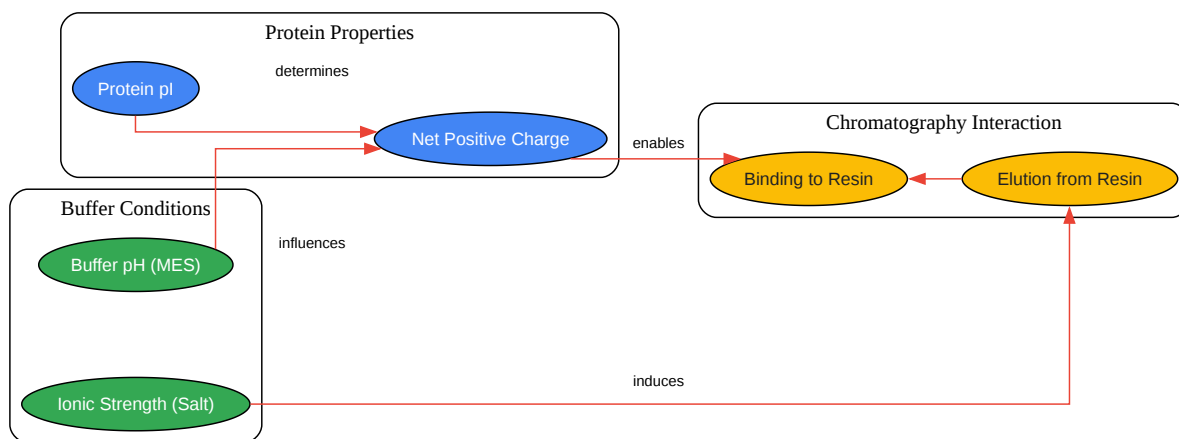 Protein Properties
determines
Protein pI
Net Positive Charge
enables
Chromatography Interaction
Binding to Resin
Elution from Resin
Buffer Conditions
influences
Buffer pH (MES)
induces
Ionic Strength (Salt)